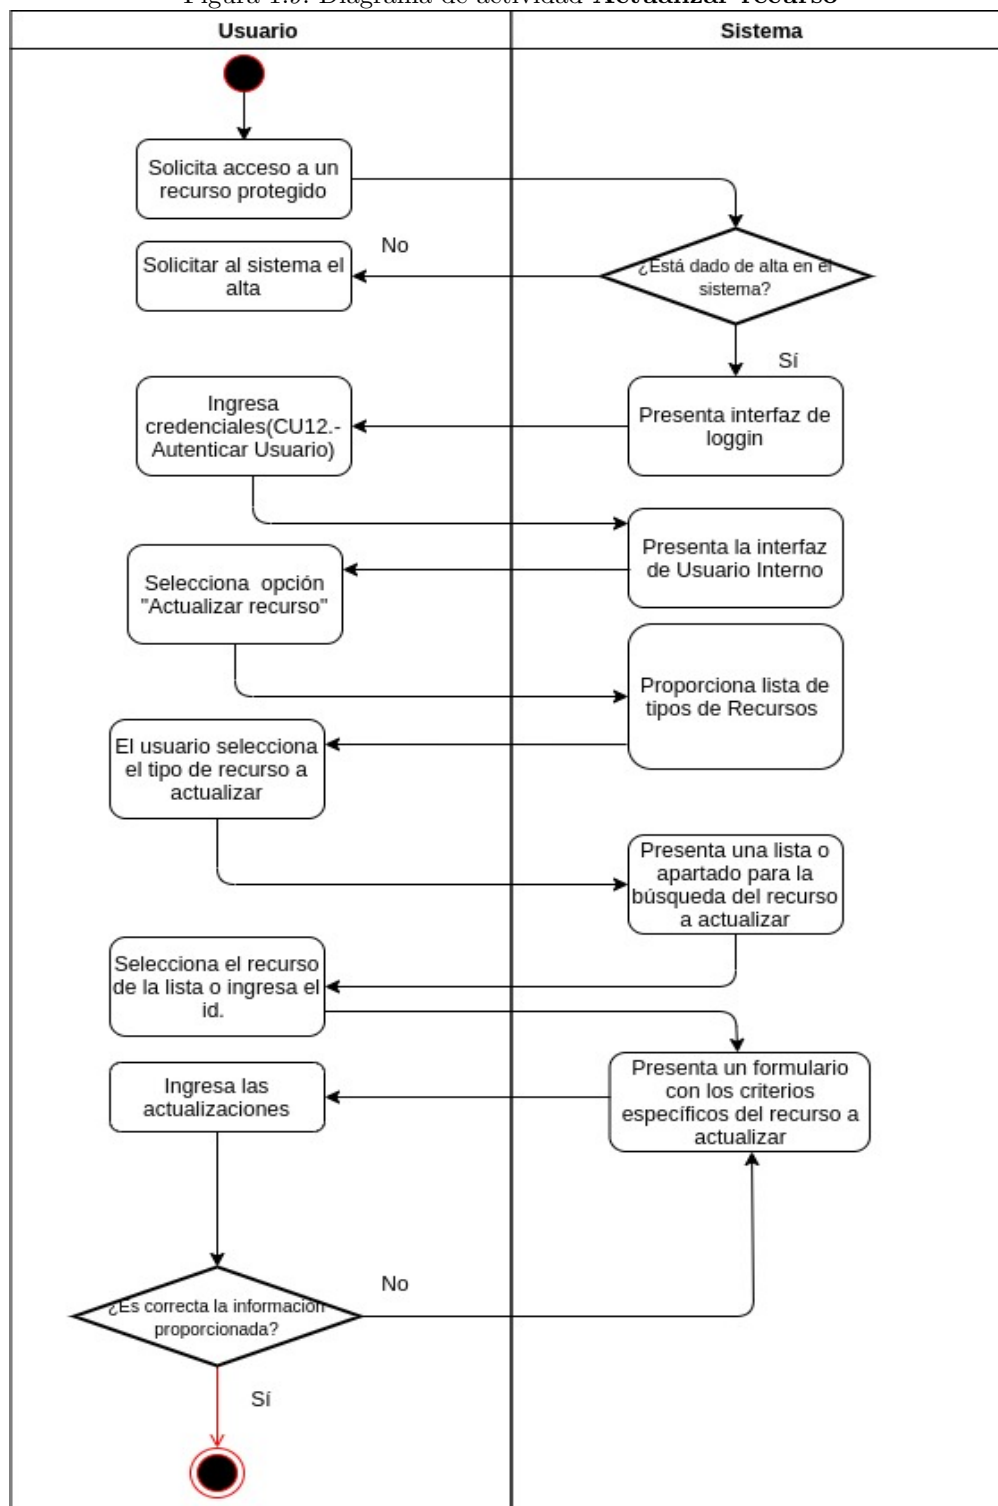 Figura 1.9: Diagrama de actividad Actualizar recurso
Usuario
Sistema
Solicita acceso a un
recurso protegido
¿Está dado de alta en el
sistema?
No
Solicitar al sistema el
alta
Sí
Presenta interfaz de
loggin
Ingresa
credenciales(CU12.-
Autenticar Usuario)
Presenta la interfaz
de Usuario Interno
Selecciona opción
"Actualizar recurso"
Proporciona lista de
tipos de Recursos
El usuario selecciona
el tipo de recurso a
actualizar
Presenta una lista o
apartado para la
búsqueda del recurso
a actualizar
Selecciona el recurso
de la lista o ingresa el
id.
Presenta un formulario
con los criterios
específicos del recurso a
actualizar
Ingresa las
actualizaciones
¿Es correcta la información
proporcionada?
No
Sí